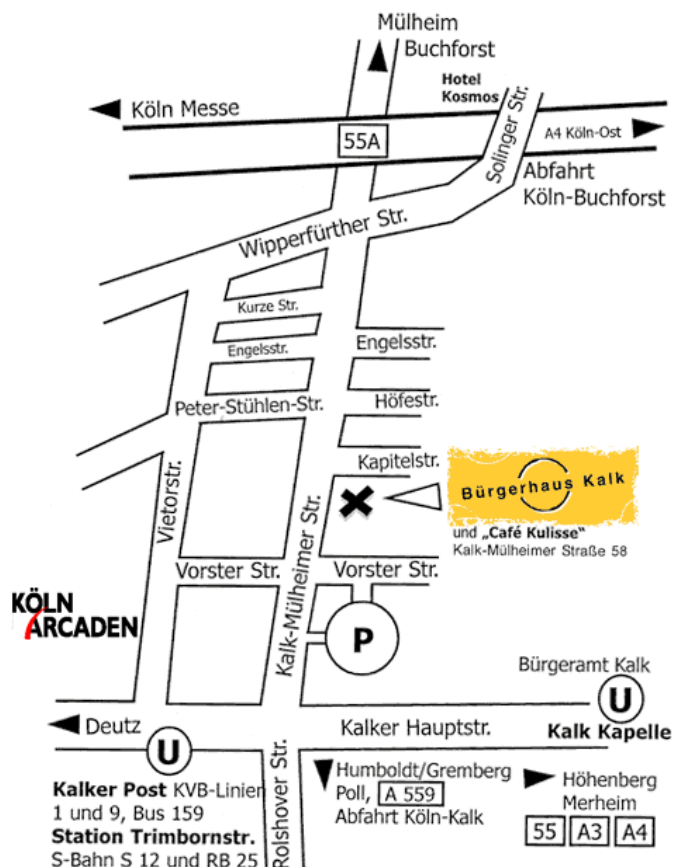 Mülheim
Buchforst
Hotel
Kosmos
Köln Messe
Solinger Str.
55A
A4 Köln-Ost
Abfahrt
Köln-Buchforst
Wipperfürther Str.
Kurze Str.
Engelsstr.
Engelsstr.
Peter-Stühlen-Str.
Höfestr.
Kapitelstr.
Bürgerhaus Kalk
und „Café Kulisse"
Kalk-Mülheimer Straße 58
Vietorstr.
Kalk-Mülheimer Str.
Vorster Str.
Vorster Str.
KÖLN
ARCADEN
P
Bürgeramt Kalk
U
Kalk Kapelle
Deutz
Kalker Hauptstr.
U
Rolshover Str.
Kalker Post KVB-Linien
1 und 9, Bus 159
Station Trimbornstr.
S-Bahn S 12 und RB 25
Humboldt/Gremberg
Poll, A 559
Abfahrt Köln-Kalk
Höhenberg
Merheim
55 A3 A4